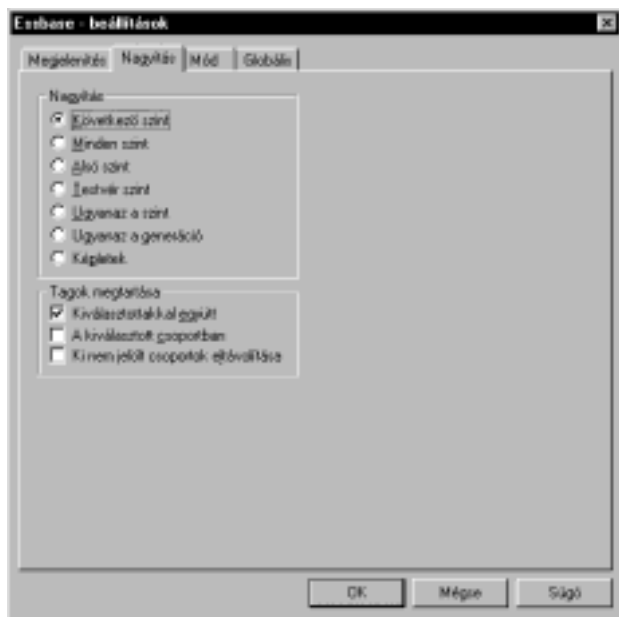 Essbase - beállítások
Megjelenítés Nagyítás Mód Globális
Nagyítás
Következő szint
Minden szint
Alsó szint
Testvér szint
Ugyanaz a szint
Ugyanaz a generáció
Képletek
Tagok megtartása
Kiválasztottakkal együtt
A kiválasztott csoportban
Ki nem jelölt csoportok eltávolítása
OK Mégse Súgó